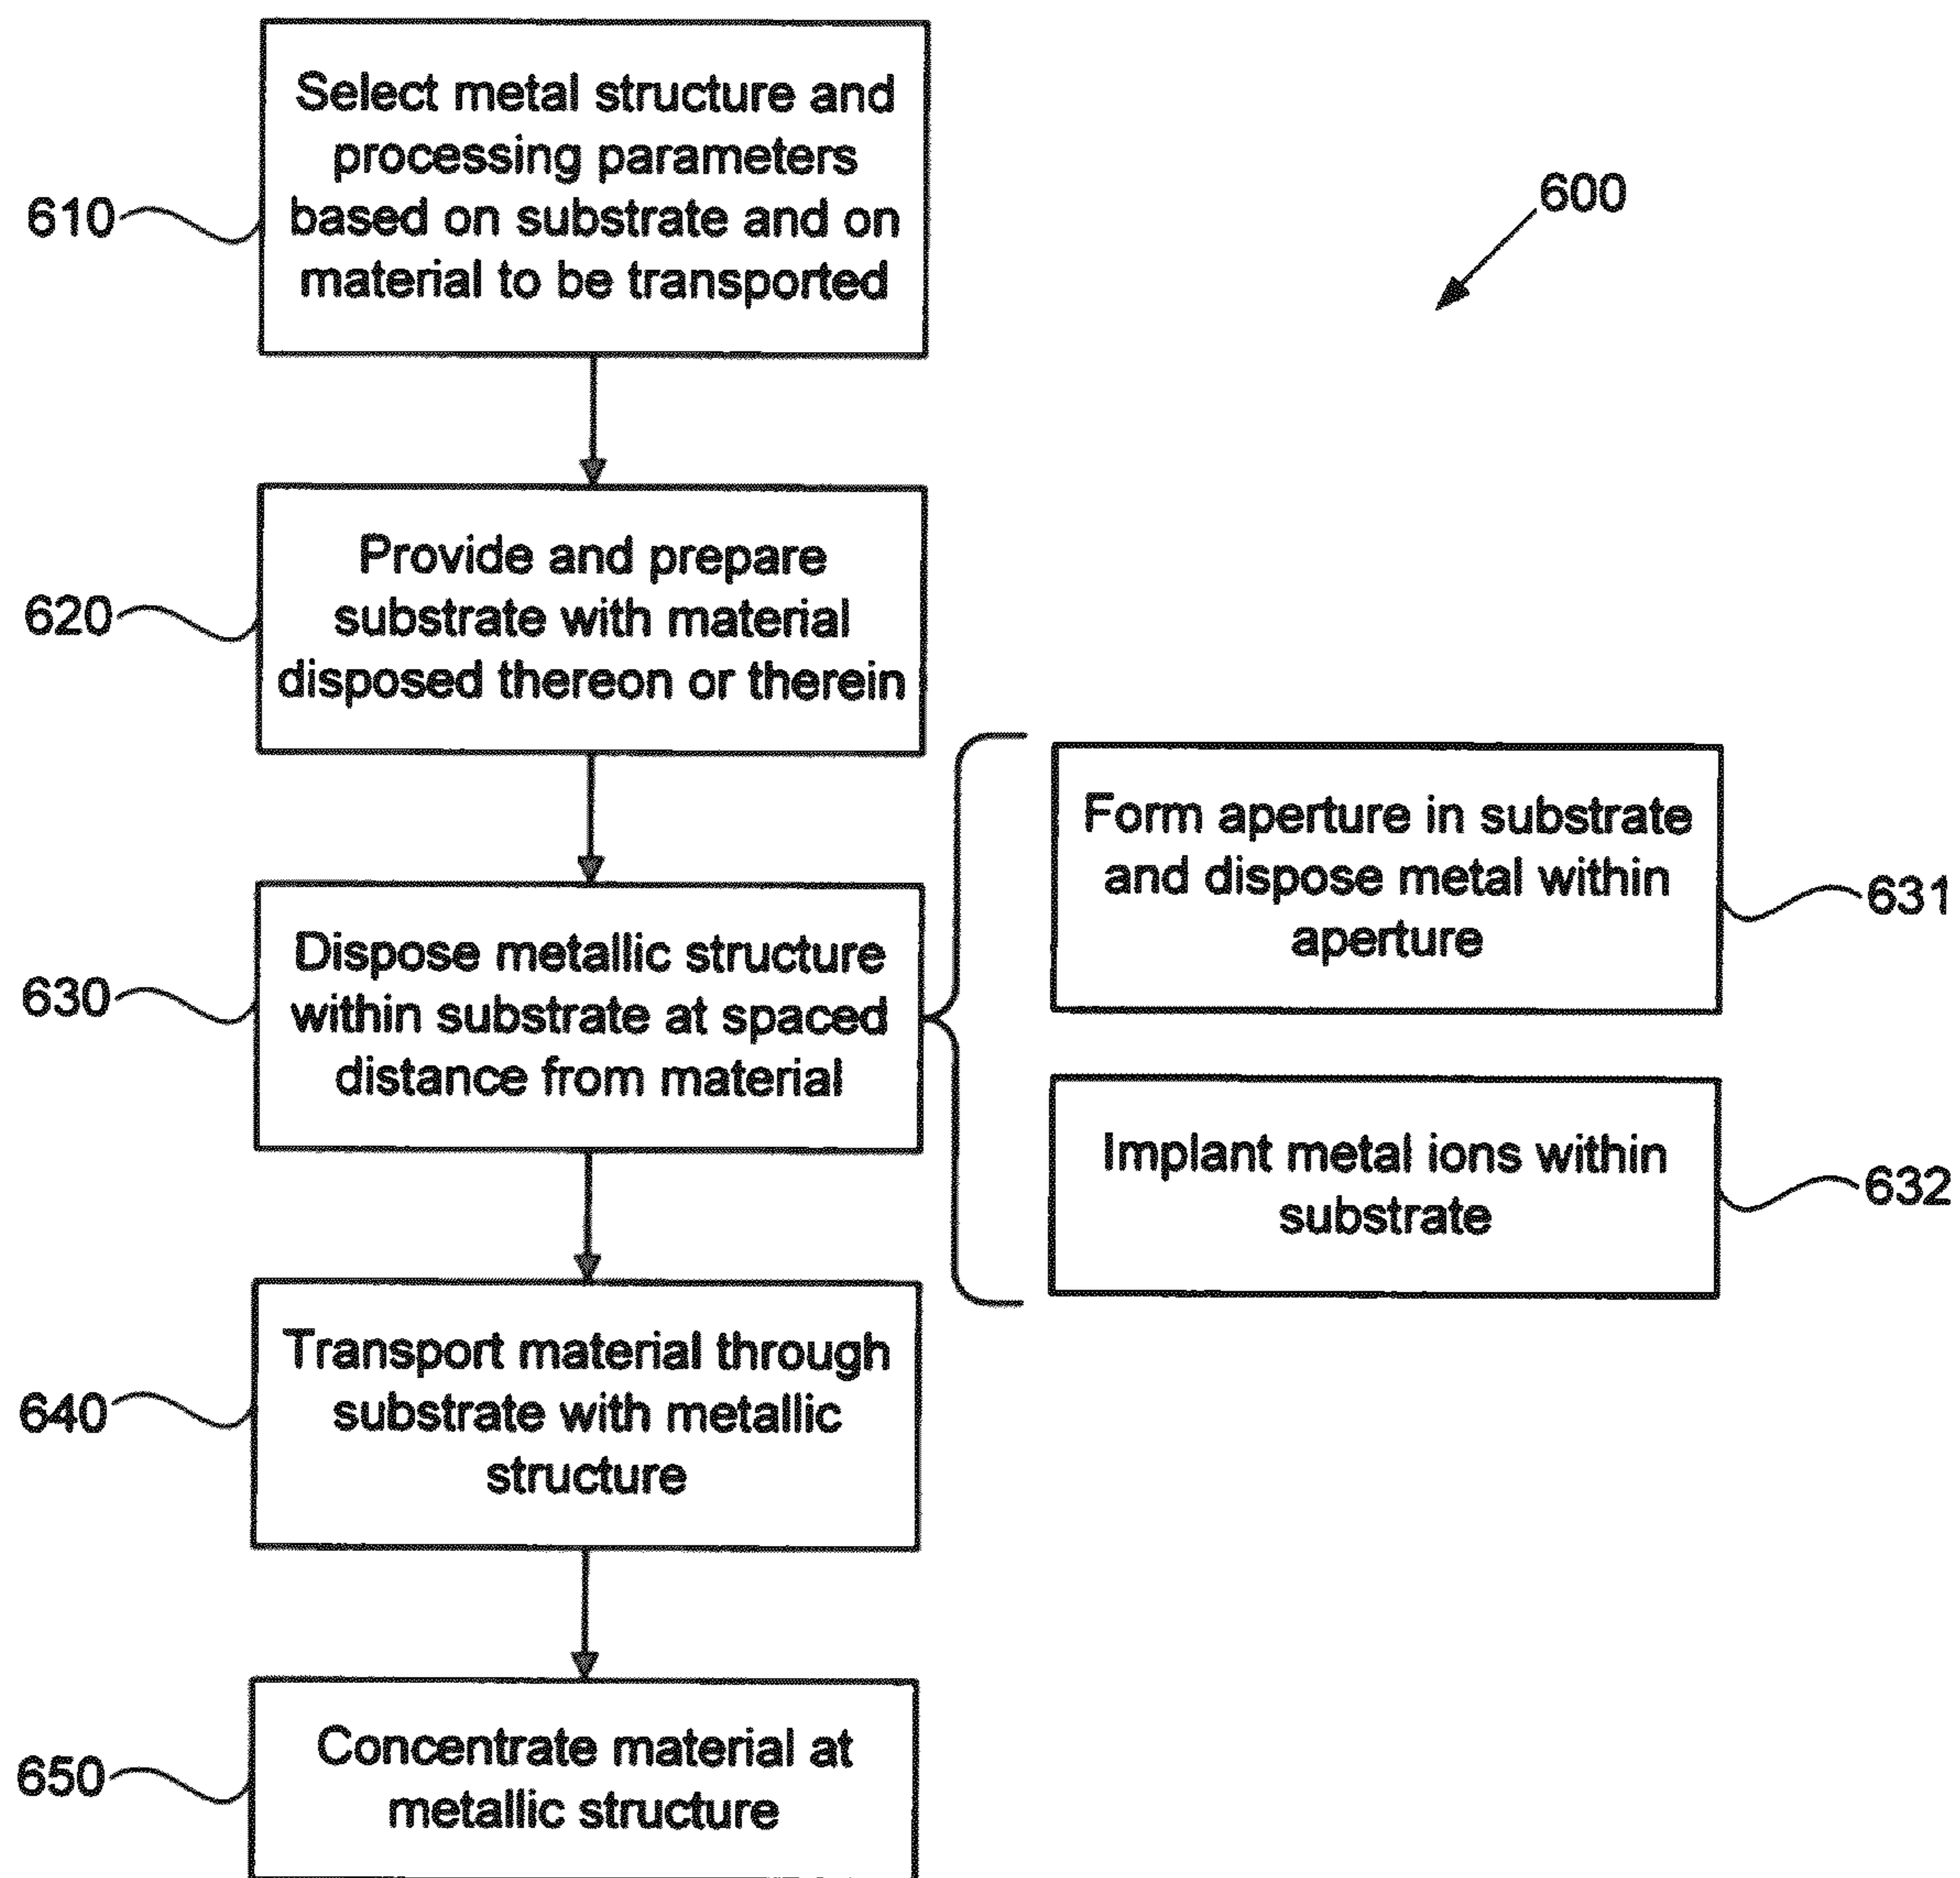 600
610
Select metal structure and
processing parameters
based on substrate and on
material to be transported
620
Provide and prepare
substrate with material
disposed thereon or therein
630
Dispose metallic structure
within substrate at spaced
distance from material
631
Form aperture in substrate
and dispose metal within
aperture
632
Implant metal ions within
substrate
640
Transport material through
substrate with metallic
structure
650
Concentrate material at
metallic structure